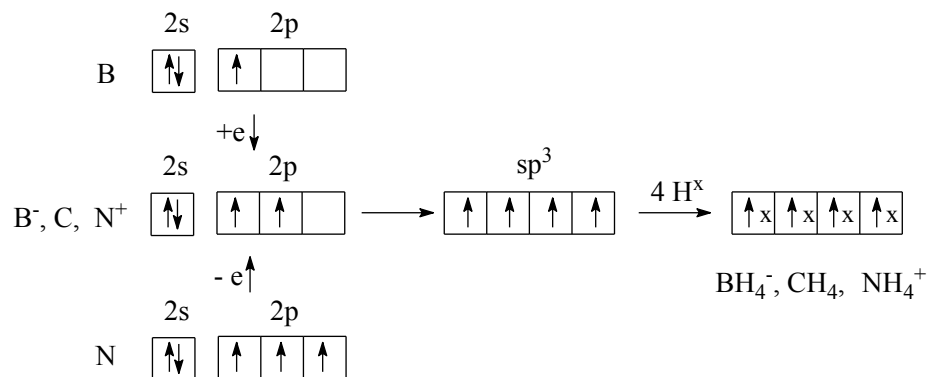 2s 2p
B
+e
2s 2p sp³
B⁻, C, N⁺ 4 Hˣ x x x x
- e BH₄⁻, CH₄, NH₄⁺
2s 2p
N